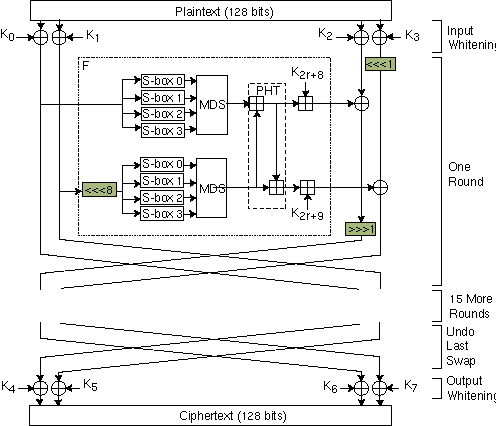 Plaintext (128 bits)
K0
K1
K2
K3
Input
Whitening
<<<1
F
S-box 0
S-box 1
S-box 2
S-box 3
MDS
PHT
K2r+8
One
Round
<<<8
S-box 0
S-box 1
S-box 2
S-box 3
MDS
K2r+9
>>>1
15 More
Rounds
Undo
Last
Swap
K4
K5
K6
K7
Output
Whitening
Ciphertext (128 bits)